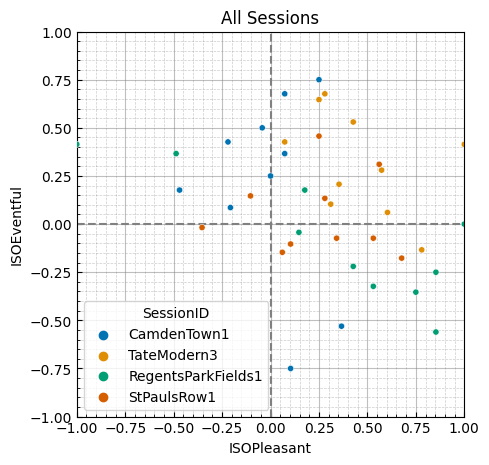 All Sessions
ISOEventful
1.00
0.75
0.50
0.25
0.00
−0.25
−0.50
−0.75
−1.00
SessionID
CamdenTown1
TateModern3
RegentsParkFields1
StPaulsRow1
−1.00 −0.75 −0.50 −0.25 0.00 0.25 0.50 0.75 1.00
ISOPleasant